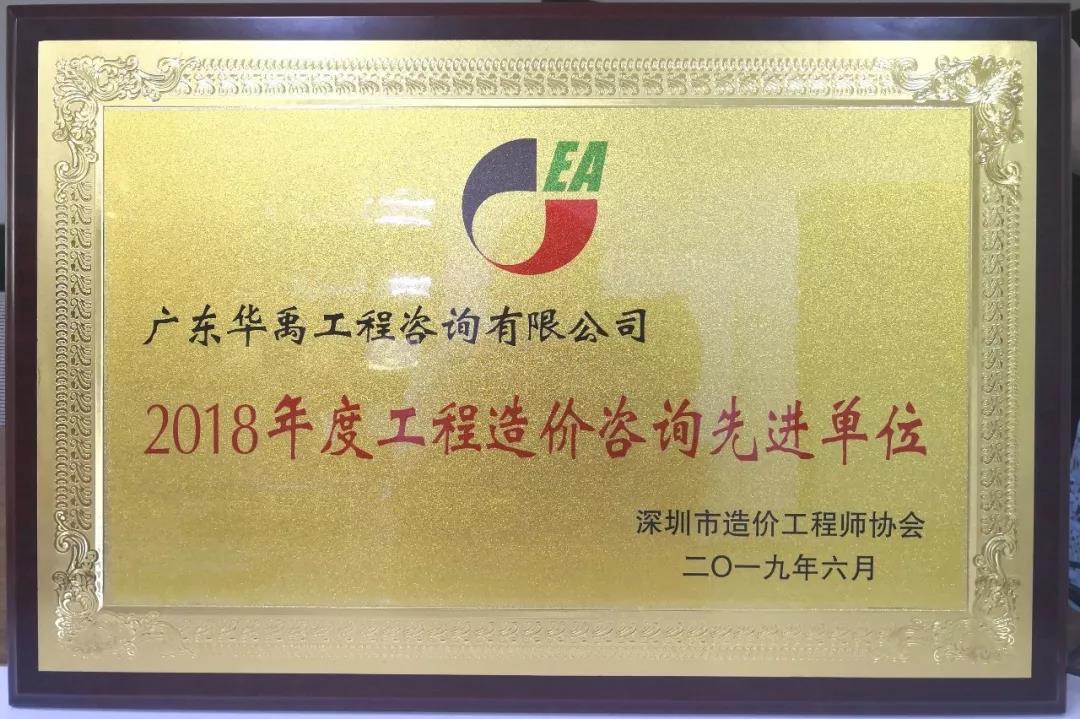 EA
广东华禹工程咨询有限公司
2018年度工程造价咨询先进单位
深圳市造价工程师协会
二〇一九年六月